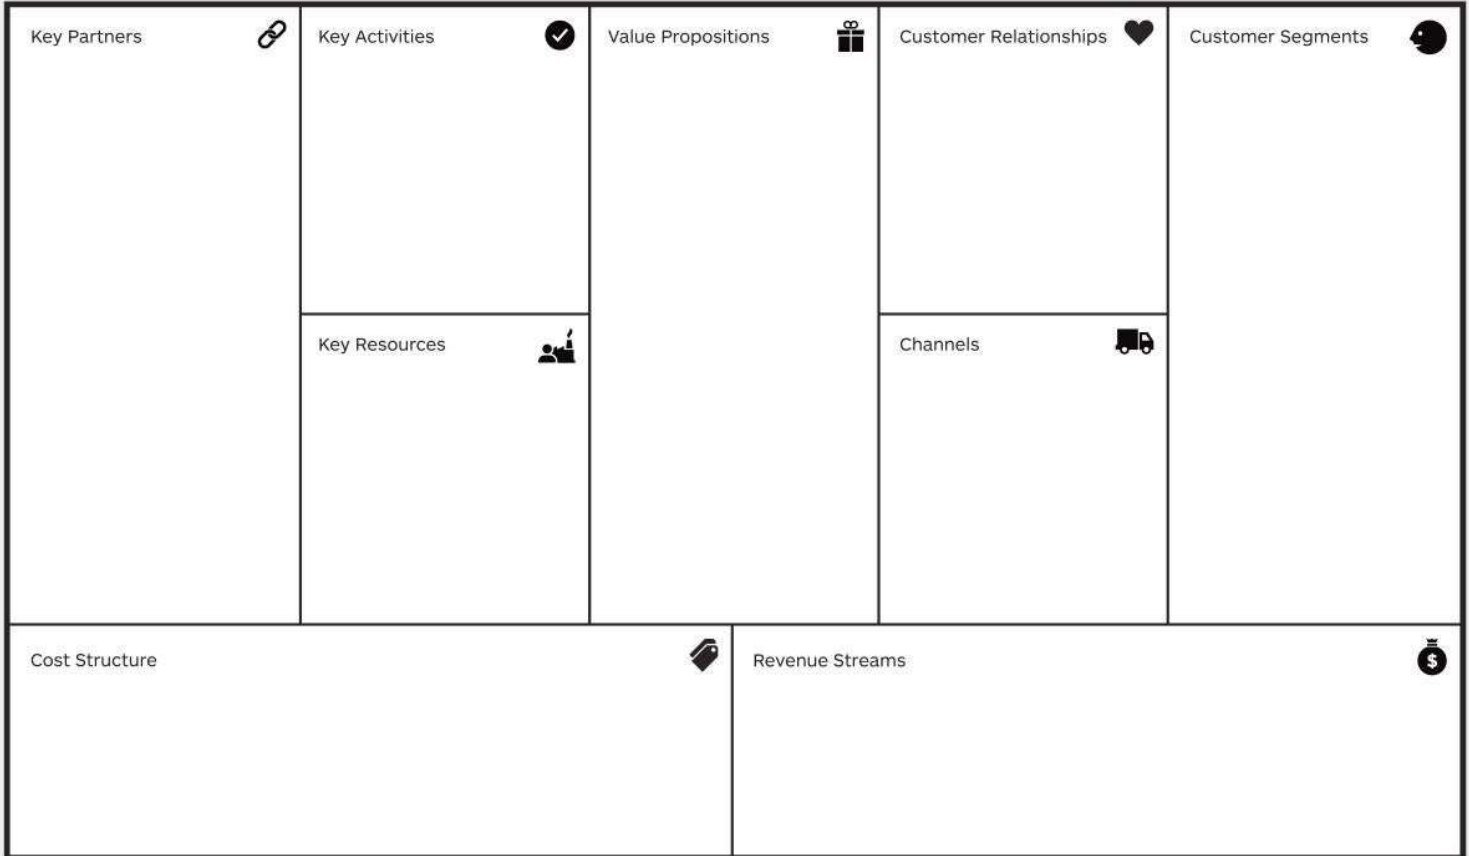 Key Partners
Key Activities
Value Propositions
Customer Relationships
Customer Segments
Key Resources
Channels
Cost Structure
Revenue Streams
$